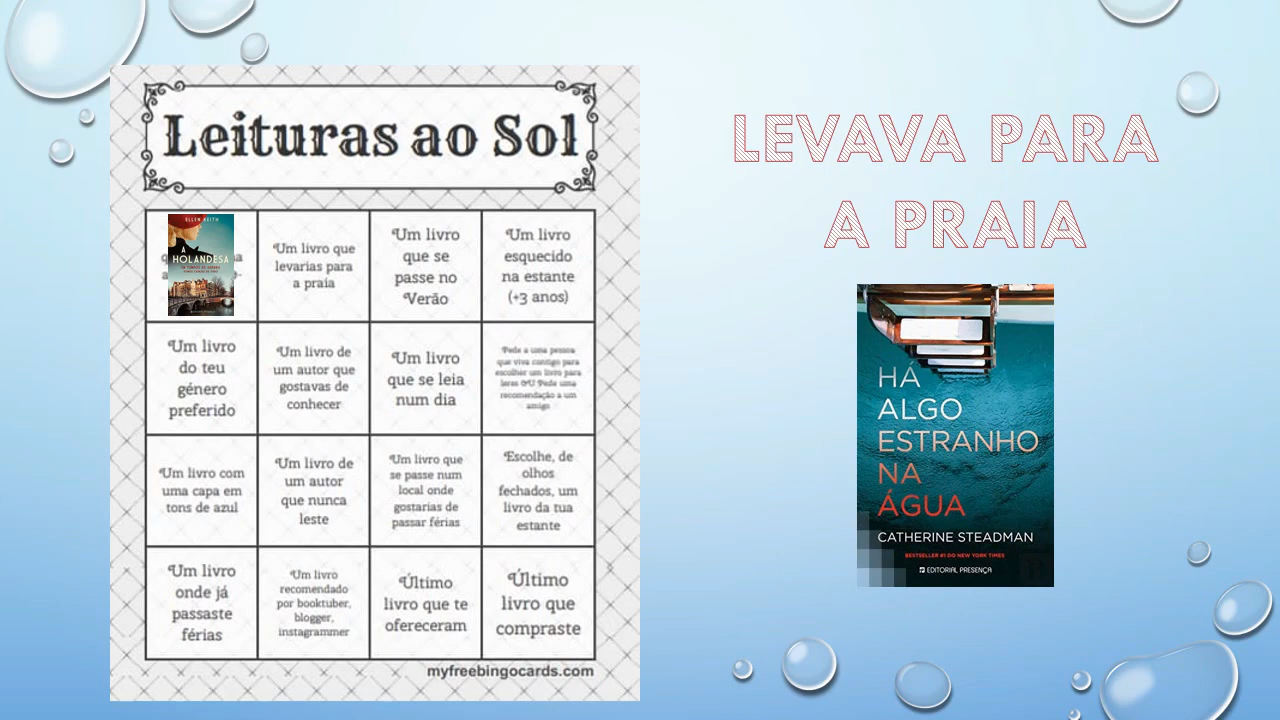 Leituras ao Sol
ELLEN KEITH
A
HOLANDESA
Um livro que
levarias para
a praia
Um livro
que se
passe no
Verão
Um livro
esquecido
na estante
(+3 anos)
Um livro
do teu
género
preferido
Um livro de
um autor que
gostavas de
conhecer
Um livro
que se leia
num dia
Pede a uma pessoa
que viva contigo para
escolher um livro para
leres OU Pede uma
recomendação a um
amigo
Um livro com
uma capa em
tons de azul
Um livro de
um autor
que nunca
leste
Um livro que
se passe num
local onde
gostarias de
passar férias
Escolhe, de
olhos
fechados, um
livro da tua
estante
Um livro
onde já
passaste
férias
Um livro
recomendado
por booktuber,
blogger,
instagrammer
Último
livro que te
ofereceram
Último
livro que
compraste
myfreebingocards.com
LEVAVA PARA
A PRAIA
HÁ
ALGO
ESTRANHO
NA
ÁGUA
CATHERINE STEADMAN
BESTSELLER #1 DO NEW YORK TIMES
EDITORIAL PRESENÇA